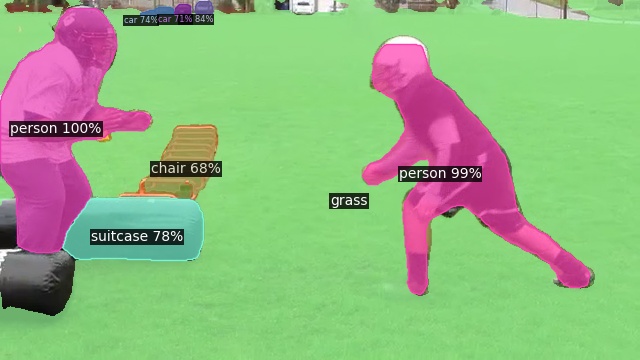 car 74%
car 71%
84%
person 100%
chair 68%
person 99%
grass
suitcase 78%